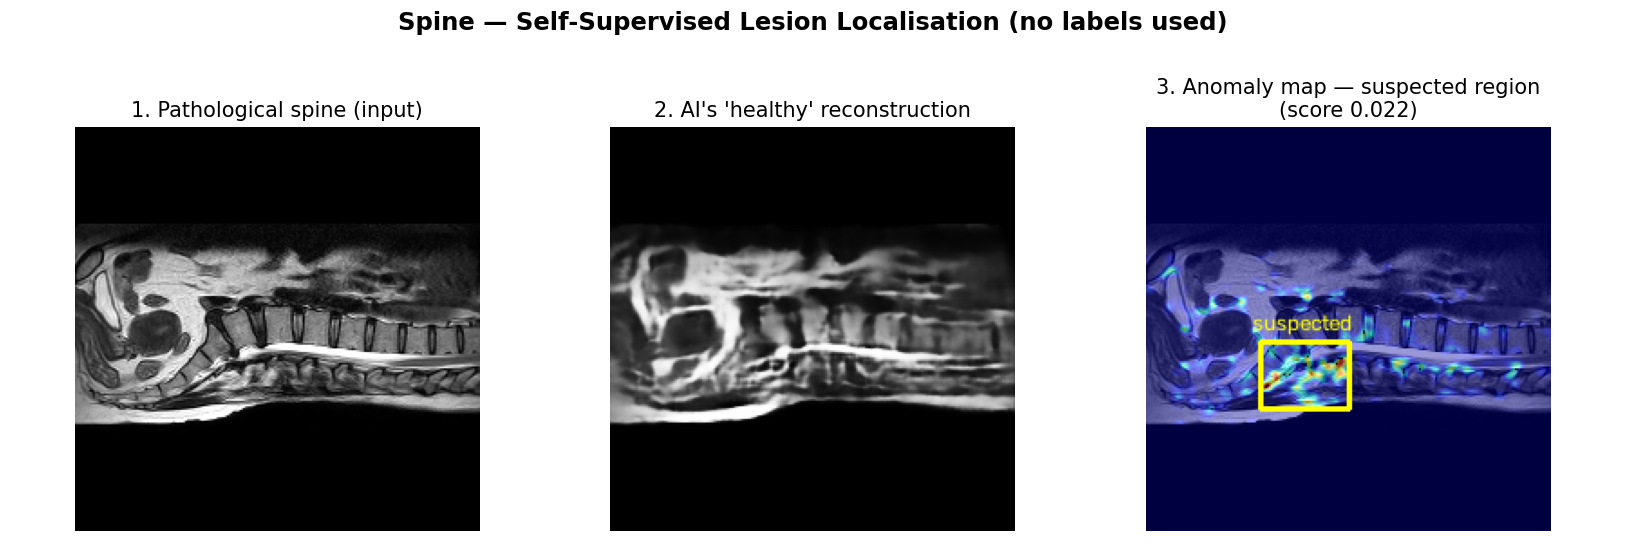 Spine — Self-Supervised Lesion Localisation (no labels used)
1. Pathological spine (input)
2. AI's 'healthy' reconstruction
3. Anomaly map — suspected region
(score 0.022)
suspected